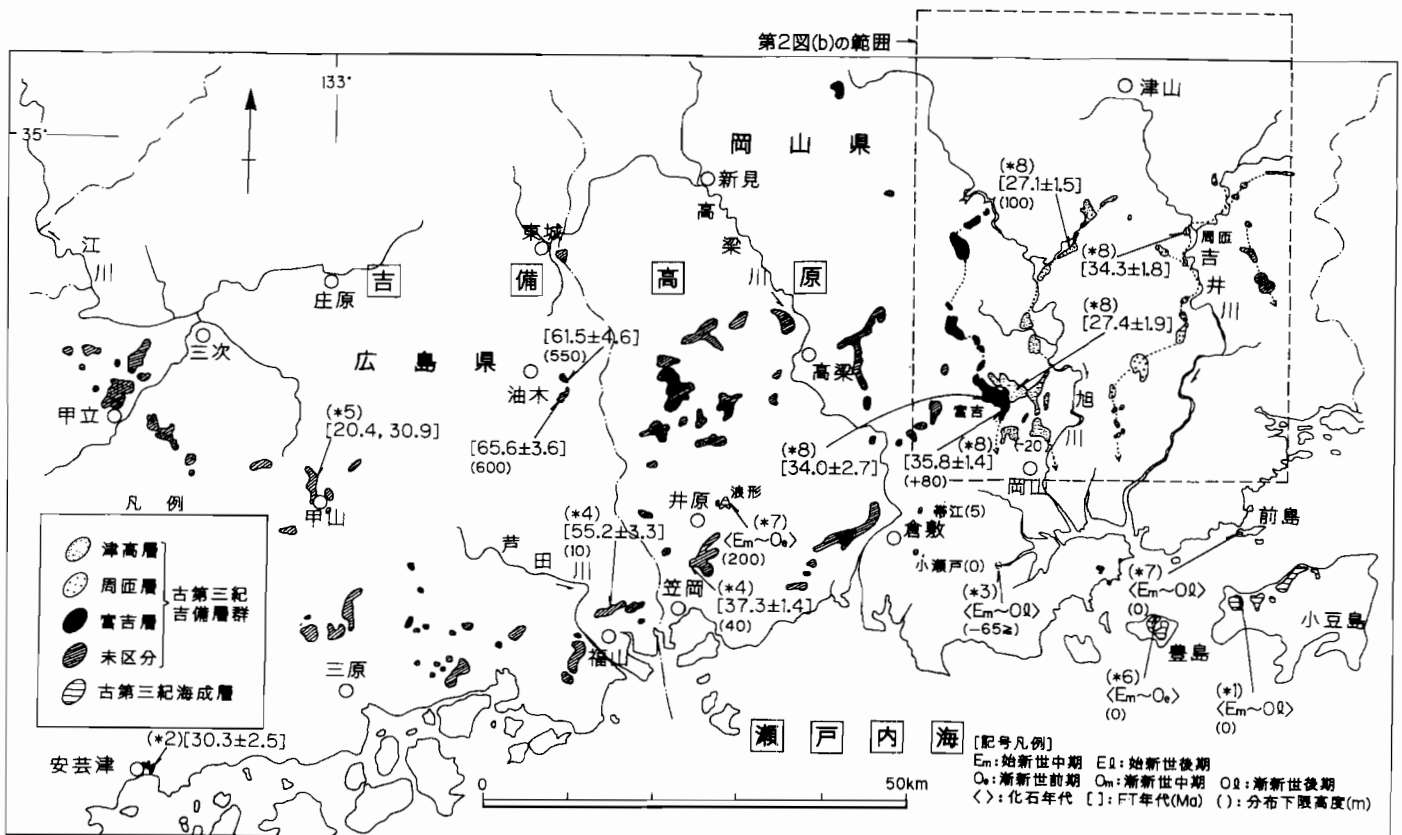 第2図(b)の範囲
133°
35°
津山
岡山県
新見
高梁川
(*8)
[27.1±1.5]
(100)
東城
江川
周匝
吉井川
(*8)
[34.3±1.8]
吉備高原
庄原
(*8)
[27.4±1.9]
三次
広島県
[61.5±4.6]
(550)
油木
高梁
旭川
甲立
(*5)
[20.4, 30.9]
[65.6±3.6]
(600)
富吉
(*8)
[34.0±2.7]
(*8)
[35.8±1.4]
(+80)
(-20)
岡山
甲山
井原
浪形
(*7)
〈Em～Oe〉
(200)
帯江(5)
倉敷
前島
(*4)
[55.2±3.3]
(10)
芦田川
小瀬戸(0)
(*3)
〈Em～Oℓ〉
(-65≧)
(*7)
〈Em～Oℓ〉
(0)
笠岡
(*4)
[37.3±1.4]
(40)
小豆島
豊島
(*6)
〈Em～Oe〉
(0)
(*1)
〈Em～Oℓ〉
(0)
福山
三原
凡例
津高層
周匝層
富吉層
未区分
古第三紀
吉備層群
古第三紀海成層
安芸津
(*2)[30.3±2.5]
瀬戸内海
0
50km
[記号凡例]
Em:始新世中期 Eℓ:始新世後期
Oe:漸新世前期 Om:漸新世中期 Oℓ:漸新世後期
〈〉:化石年代 [ ]:FT年代(Ma) ():分布下限高度(m)